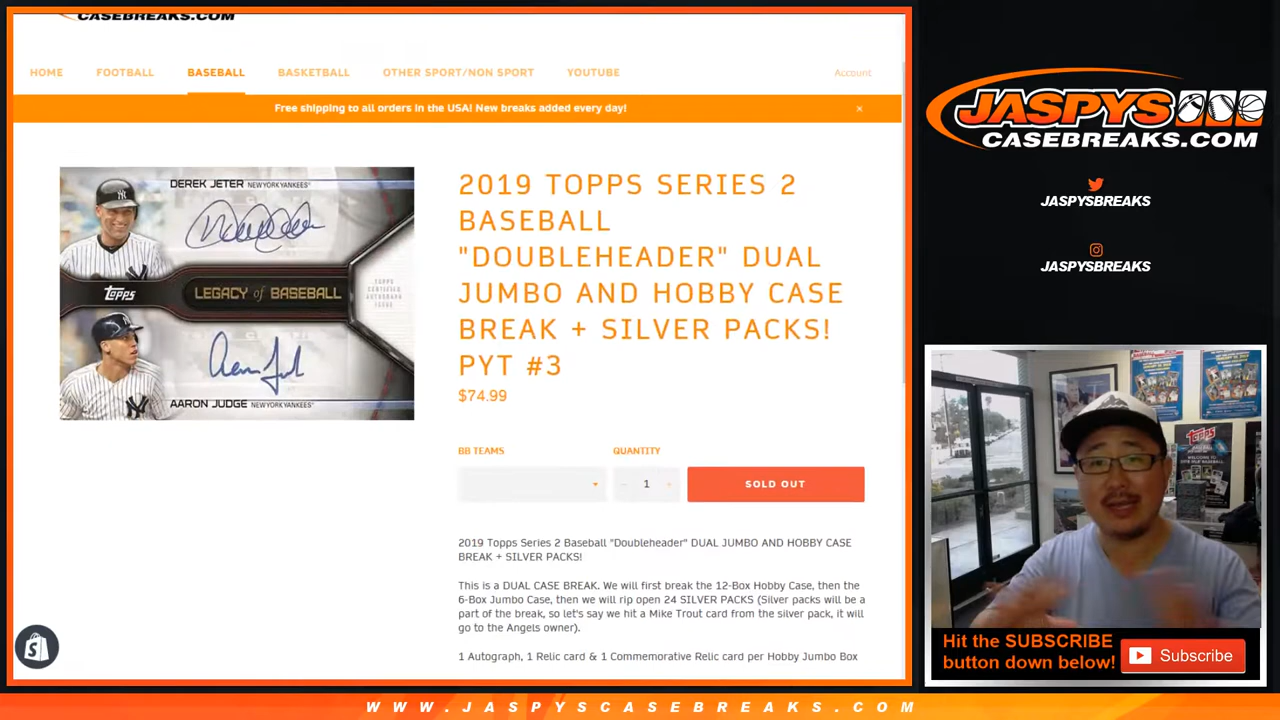 CASEBREAKS.COM
HOME FOOTBALL BASEBALL BASKETBALL OTHER SPORT/NON SPORT YOUTUBE Account
Free shipping to all orders in the USA! New breaks added every day! ×
DEREK JETER NEW YORK YANKEES®
topps LEGACY of BASEBALL
TOPPS
CERTIFIED
AUTOGRAPH
ISSUE
AARON JUDGE NEW YORK YANKEES®
2019 TOPPS SERIES 2
BASEBALL
"DOUBLEHEADER" DUAL
JUMBO AND HOBBY CASE
BREAK + SILVER PACKS!
PYT #3
$74.99
BB TEAMS QUANTITY
− 1 + SOLD OUT
2019 Topps Series 2 Baseball "Doubleheader" DUAL JUMBO AND HOBBY CASE
BREAK + SILVER PACKS!
This is a DUAL CASE BREAK. We will first break the 12-Box Hobby Case, then the
6-Box Jumbo Case, then we will rip open 24 SILVER PACKS (Silver packs will be a
part of the break, so let's say we hit a Mike Trout card from the silver pack, it will
go to the Angels owner).
1 Autograph, 1 Relic card & 1 Commemorative Relic card per Hobby Jumbo Box
JASPYS
CASEBREAKS.COM
JASPYSBREAKS
JASPYSBREAKS
topps
Hit the SUBSCRIBE
button down below! Subscribe
WWW.JASPYSCASEBREAKS.COM